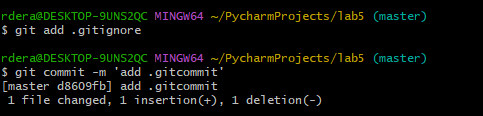 rdera@DESKTOP-9UNS2QC MINGW64 ~/PycharmProjects/lab5 (master)
$ git add .gitignore
rdera@DESKTOP-9UNS2QC MINGW64 ~/PycharmProjects/lab5 (master)
$ git commit -m 'add .gitcommit'
[master d8609fb] add .gitcommit
1 file changed, 1 insertion(+), 1 deletion(-)